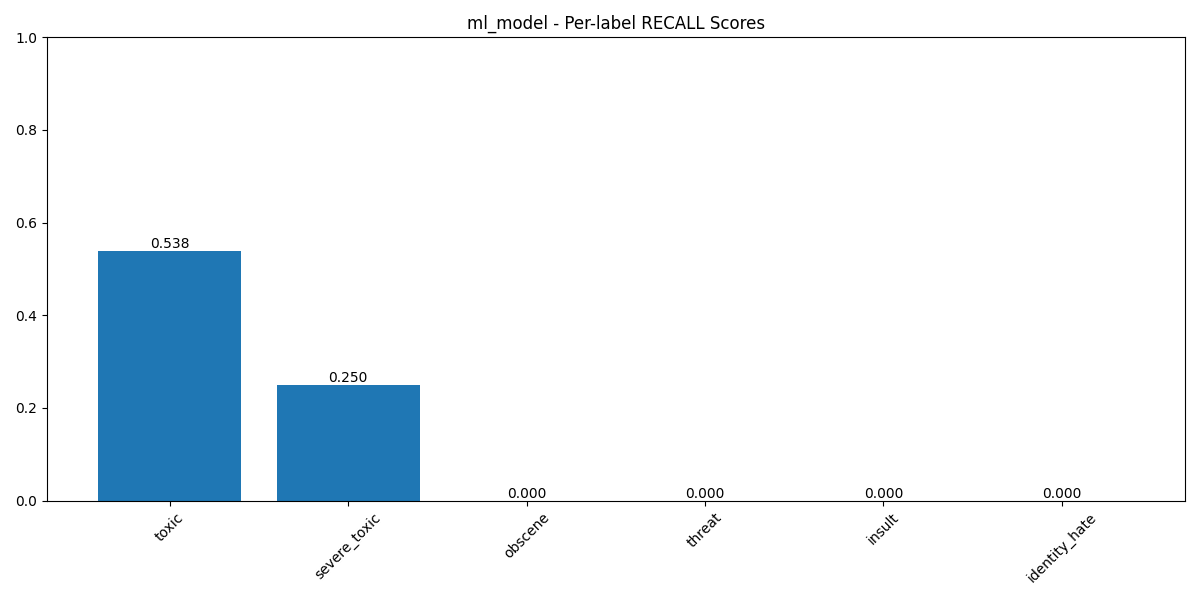 ml_model - Per-label RECALL Scores
1.0
0.8
0.6
0.4
0.2
0.0
0.538
0.250
0.000
0.000
0.000
0.000
toxic
severe_toxic
obscene
threat
insult
identity_hate